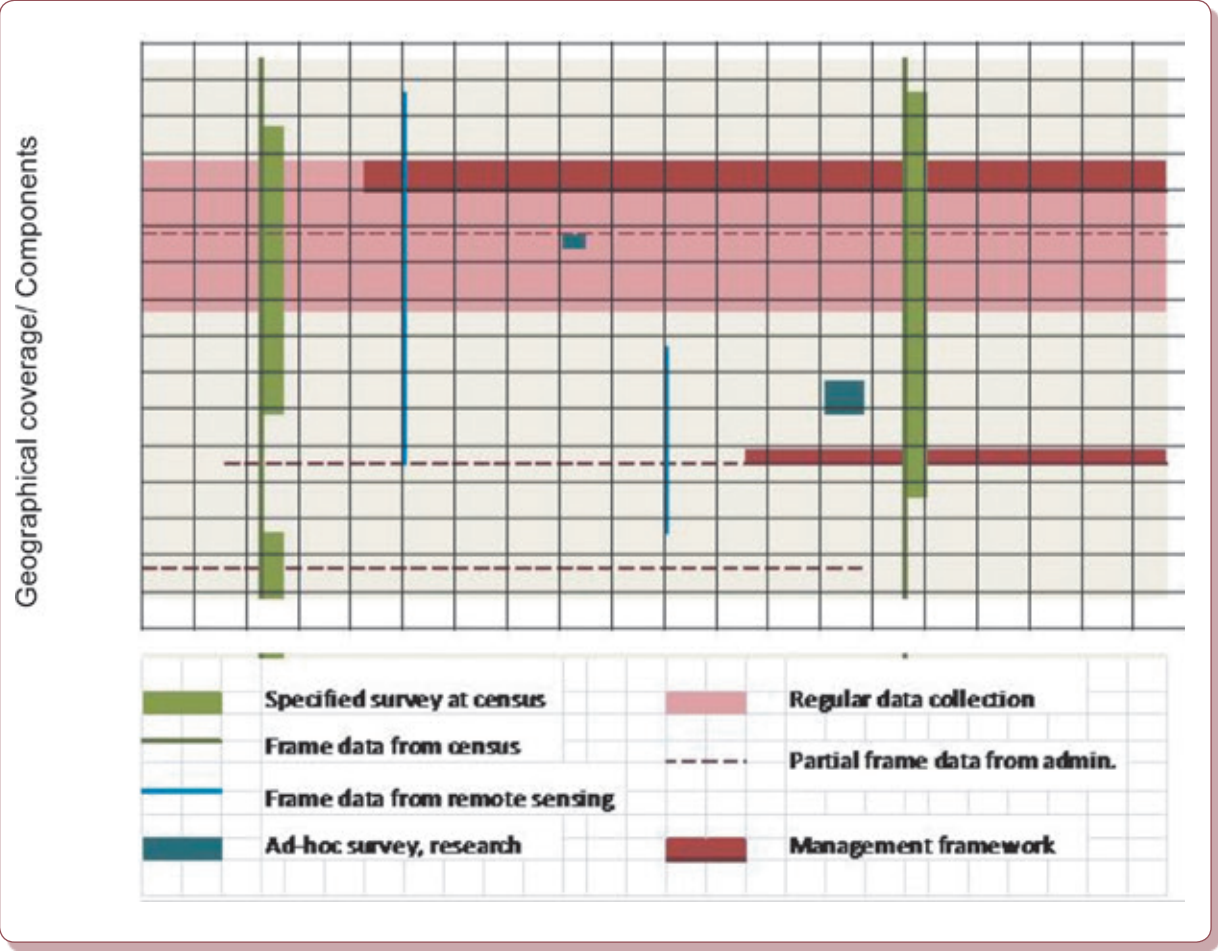 Geographical coverage/ Components
Specified survey at census
Regular data collection
Frame data from census
Partial frame data from admin.
Frame data from remote sensing
Ad-hoc survey, research
Management framework